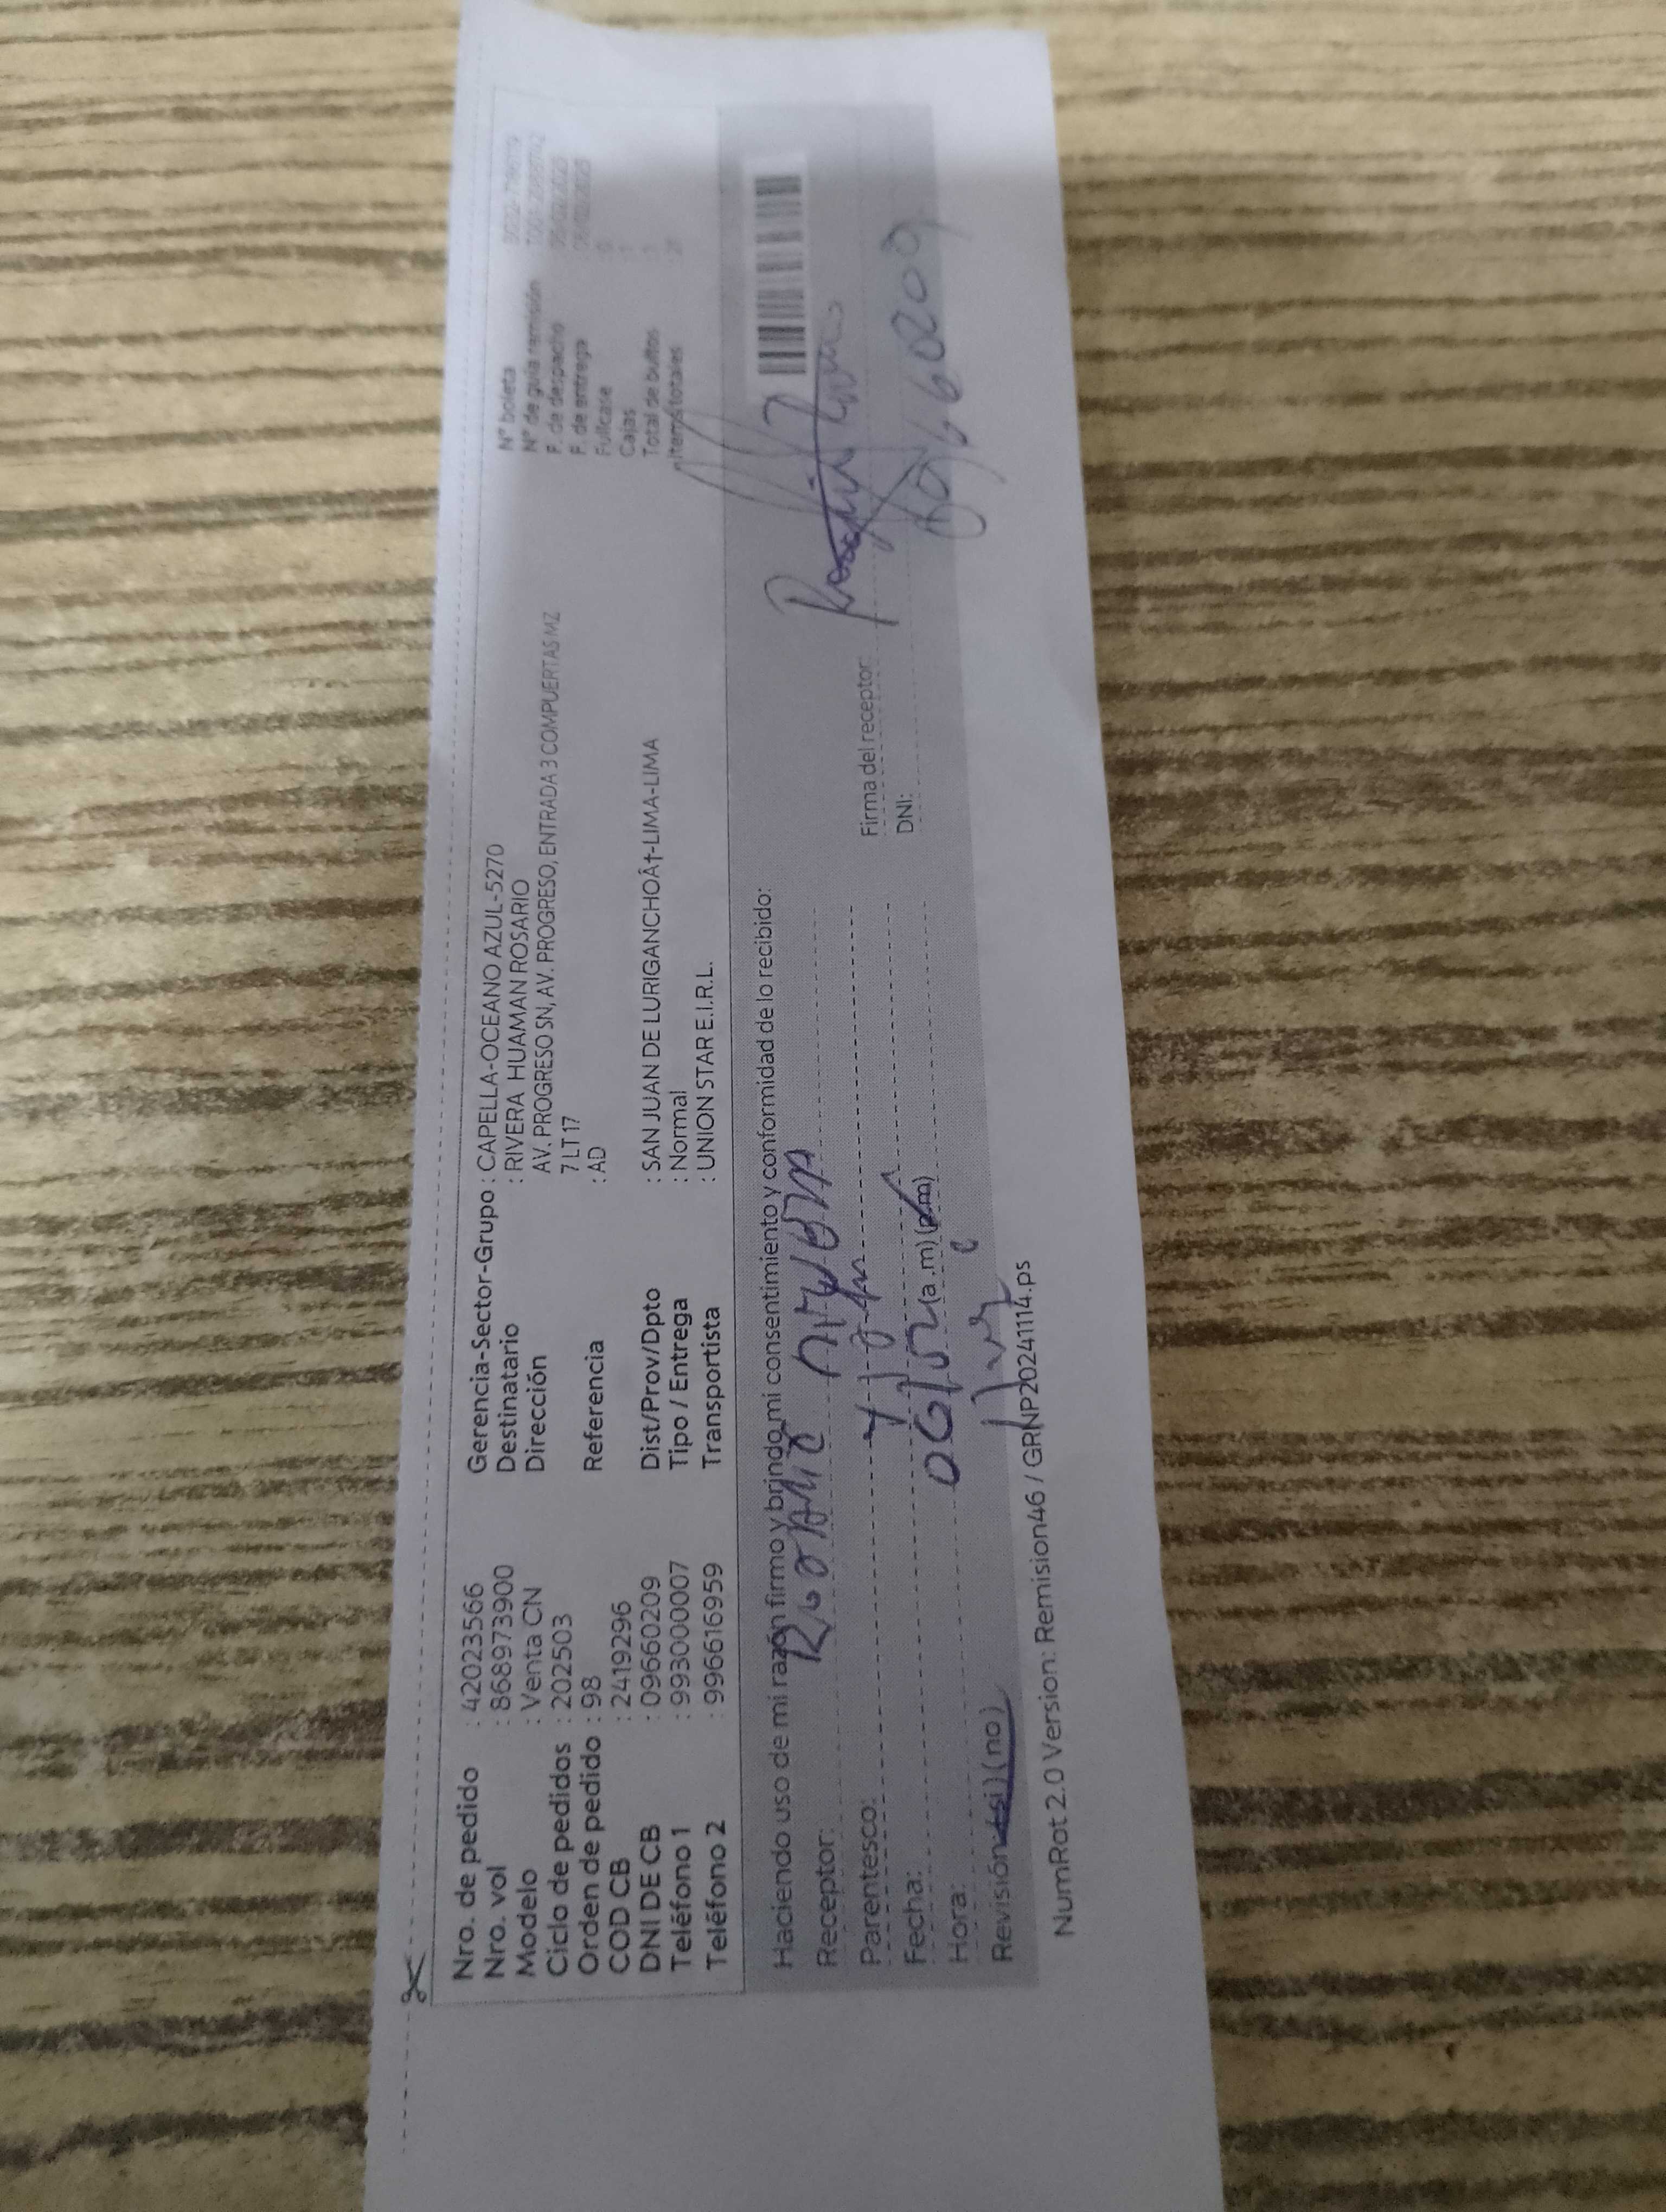 Nro. de pedido : 42023566
Nro. vol : 868973900
Modelo : Venta CN
Ciclo de pedidos : 202503
Orden de pedido : 98
COD CB : 2419296
DNI DE CB : 09660209
Teléfono 1 : 993000007
Teléfono 2 : 996616959
Gerencia-Sector-Grupo : CAPELLA-OCEANO AZUL-5270
Destinatario : RIVERA HUAMAN ROSARIO
Dirección AV. PROGRESO SN, AV. PROGRESO, ENTRADA 3 COMPUERTAS MZ
7 LT 17
Referencia : AD
Dist/Prov/Dpto : SAN JUAN DE LURIGANCHOÂ†-LIMA-LIMA
Tipo / Entrega : Normal
Transportista : UNION STAR E.I.R.L.
N° boleta
N° de guía remisión
F. de despacho
F. de entrega
Fullcase
Cajas
Total de bultos
Items totales
Haciendo uso de mi razón firmo y brindo mi consentimiento y conformidad de lo recibido:
Receptor:
Parentesco:
Fecha:
Hora: (a.m) (p.m)
Revisión (si) (no)
Firma del receptor:
DNI: 09660209
NumRot 2.0 Version: Remision46 / GRNP20241114.ps